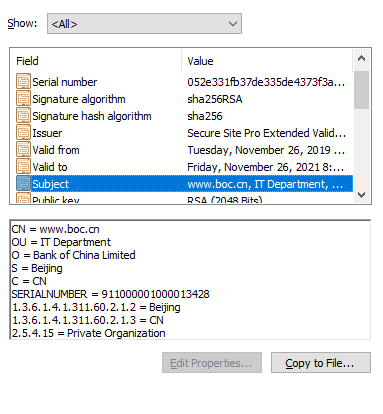 Show: <All>
Field Value
Serial number 052e331fb37de335de4373f3a...
Signature algorithm sha256RSA
Signature hash algorithm sha256
Issuer Secure Site Pro Extended Valid...
Valid from Tuesday, November 26, 2019 ...
Valid to Friday, November 26, 2021 8:...
Subject www.boc.cn, IT Department, ...
Public key RSA (2048 Bits)
CN = www.boc.cn
OU = IT Department
O = Bank of China Limited
S = Beijing
C = CN
SERIALNUMBER = 911000001000013428
1.3.6.1.4.1.311.60.2.1.2 = Beijing
1.3.6.1.4.1.311.60.2.1.3 = CN
2.5.4.15 = Private Organization
Edit Properties... Copy to File...